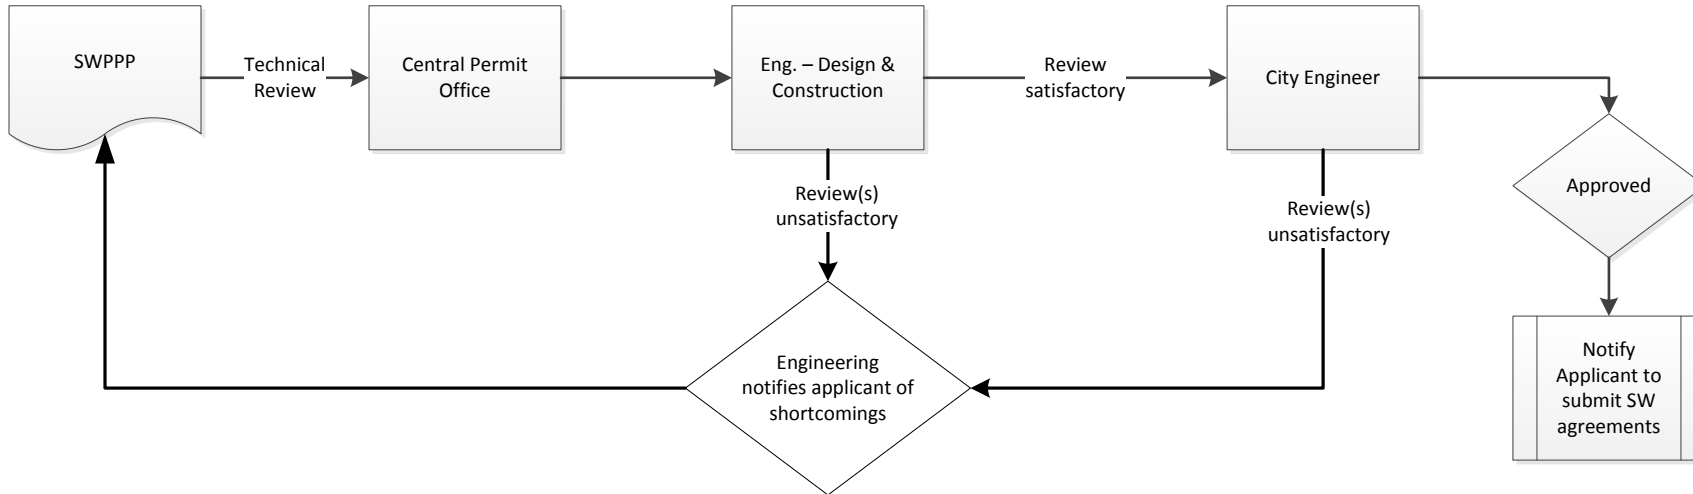 SWPPP
Technical
Review
Central Permit
Office
Eng. – Design &
Construction
Review
satisfactory
City Engineer
Approved
Review(s)
unsatisfactory
Review(s)
unsatisfactory
Engineering
notifies applicant of
shortcomings
Notify
Applicant to
submit SW
agreements